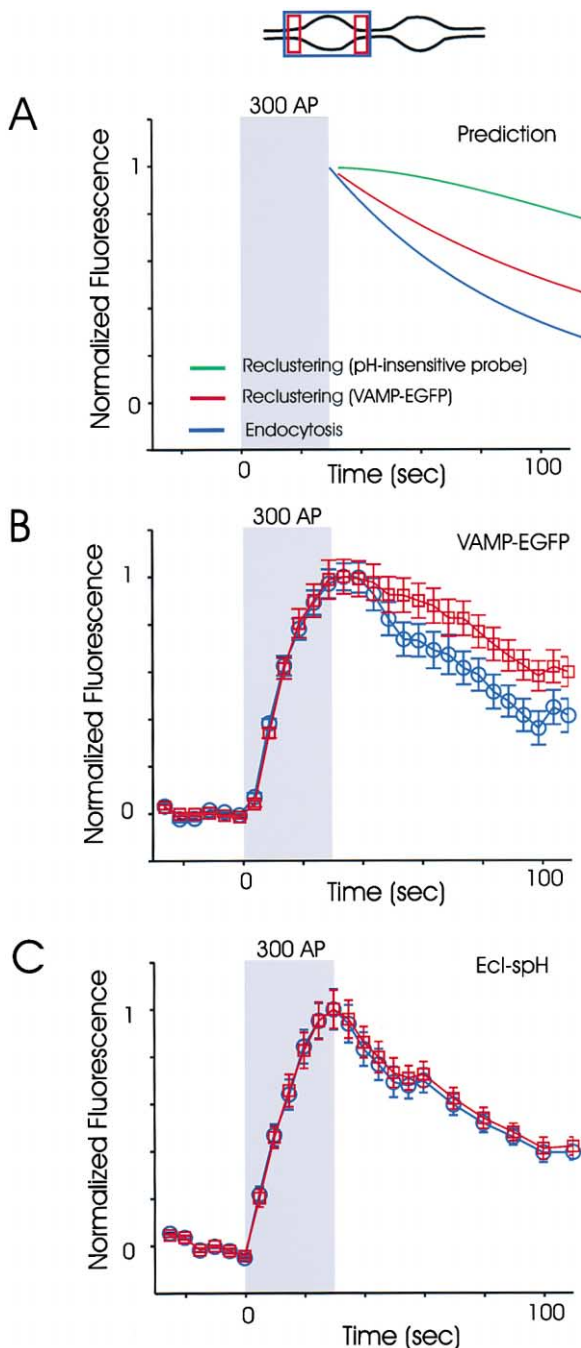 A
300 AP
Prediction
Normalized Fluorescence
1
0
Reclustering (pH-insensitive probe)
Reclustering (VAMP-EGFP)
Endocytosis
0
100
Time (sec)
B
300 AP
VAMP-EGFP
Normalized Fluorescence
1
0
0
100
Time (sec)
C
300 AP
Ecl-spH
Normalized Fluorescence
1
0
0
100
Time (sec)